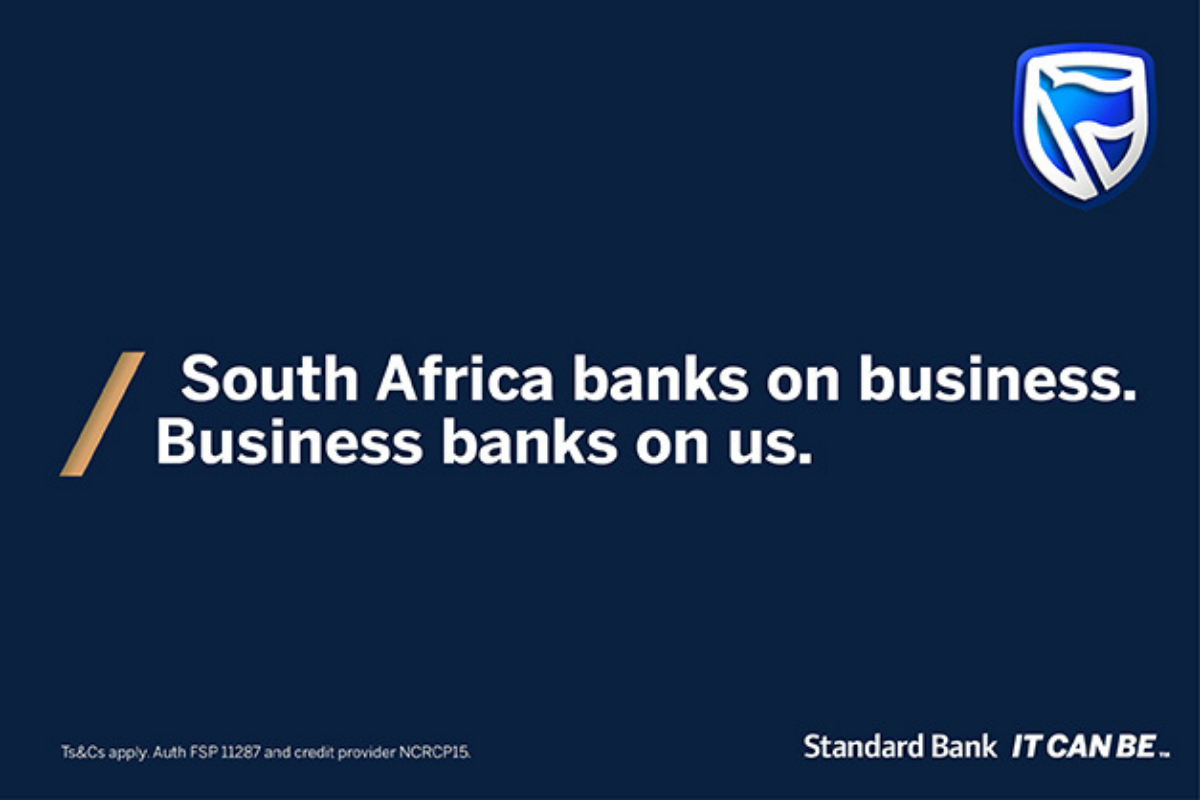 South Africa banks on business.
Business banks on us.
Ts&Cs apply. Auth FSP 11287 and credit provider NCRCP15.
Standard Bank IT CAN BE™